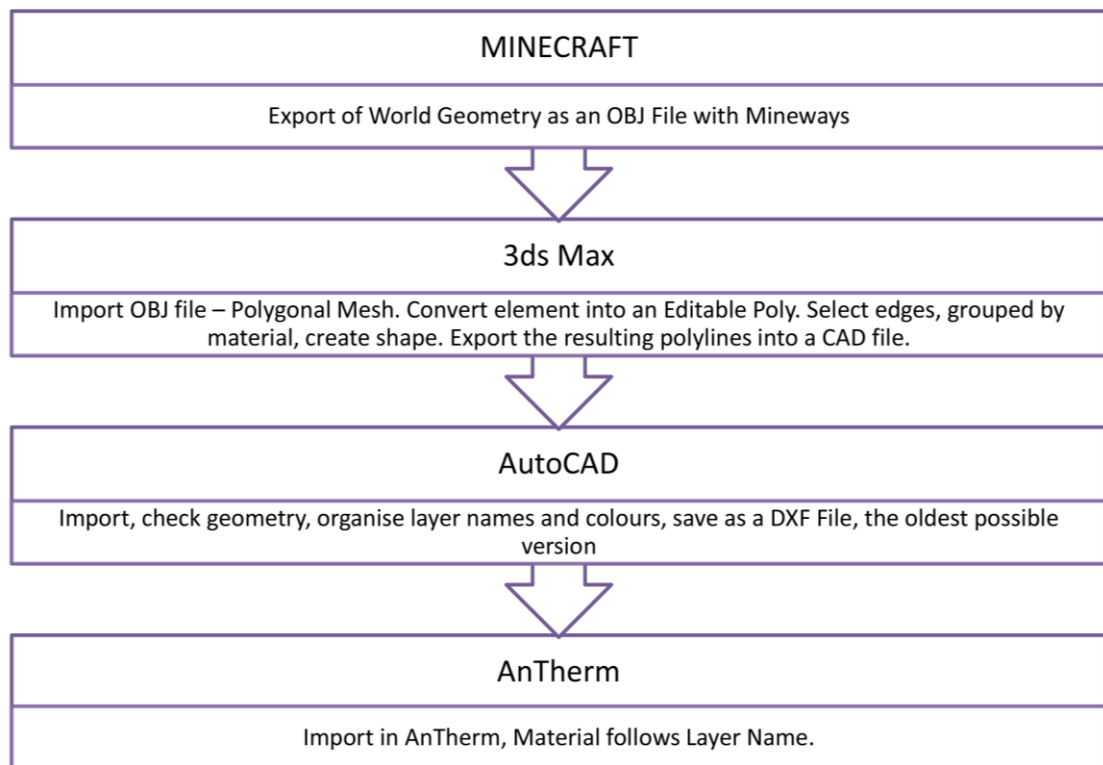 MINECRAFT
Export of World Geometry as an OBJ File with Mineways
3ds Max
Import OBJ file – Polygonal Mesh. Convert element into an Editable Poly. Select edges, grouped by
material, create shape. Export the resulting polylines into a CAD file.
AutoCAD
Import, check geometry, organise layer names and colours, save as a DXF File, the oldest possible
version
AnTherm
Import in AnTherm, Material follows Layer Name.